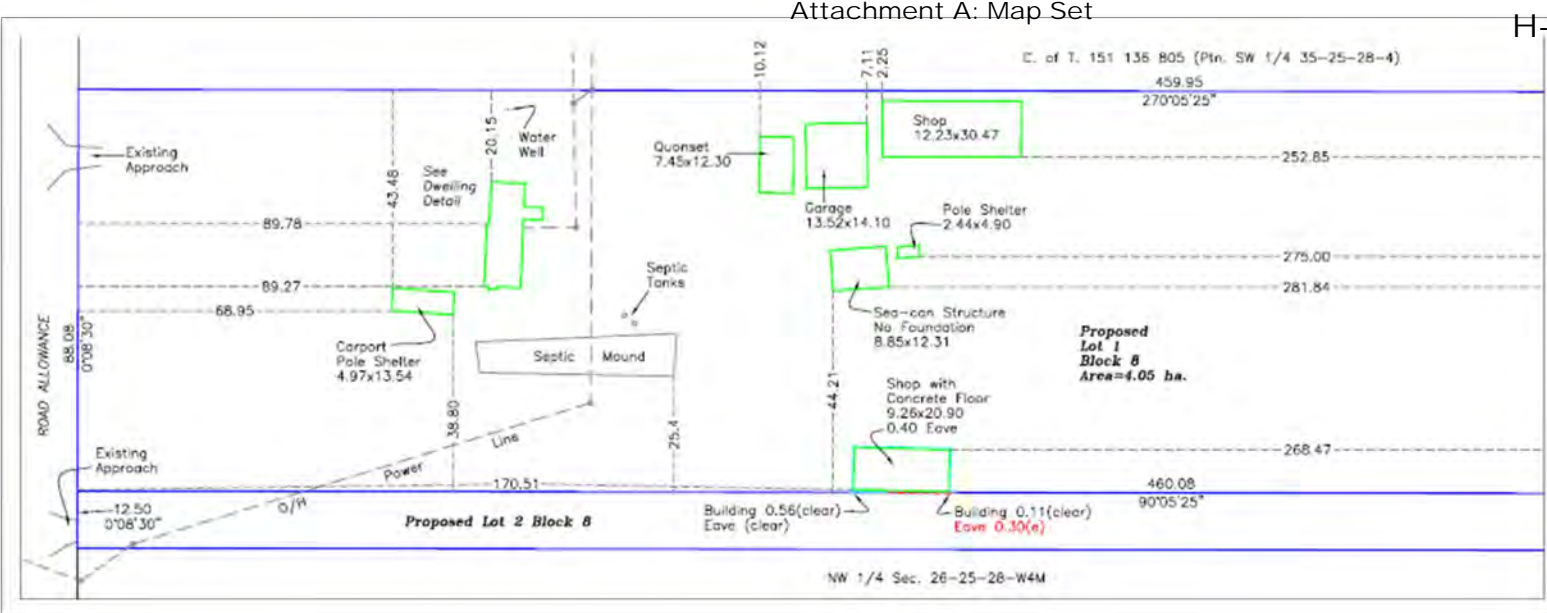 Attachment A: Map Set
H-
C. of T. 151 136 805 (Ptn. SW 1/4 35-25-28-4)
459.95
270°05'25"
10.12
7.11
2.25
Existing
Approach
43.48
20.15
Water
Well
See
Dwelling
Detail
Quonset
7.45x12.30
Garage
13.52x14.10
Shop
12.23x30.47
252.85
89.78
Pole Shelter
2.44x4.90
275.00
89.27
281.84
68.95
Septic
Tanks
Sea-can Structure
No Foundation
8.85x12.31
Proposed
Lot 1
Block 8
Area=4.05 ha.
ROAD ALLOWANCE
88.08
0°08'30"
Carport
Pole Shelter
4.97x13.54
Septic Mound
38.80
25.4
44.21
Shop with
Concrete Floor
9.26x20.90
0.40 Eave
268.47
Existing
Approach
O/H Power Line
170.51
460.08
90°05'25"
12.50
0°08'30"
Proposed Lot 2 Block 8
Building 0.56(clear)
Eave (clear)
Building 0.11(clear)
Eave 0.30(e)
NW 1/4 Sec. 26-25-28-W4M